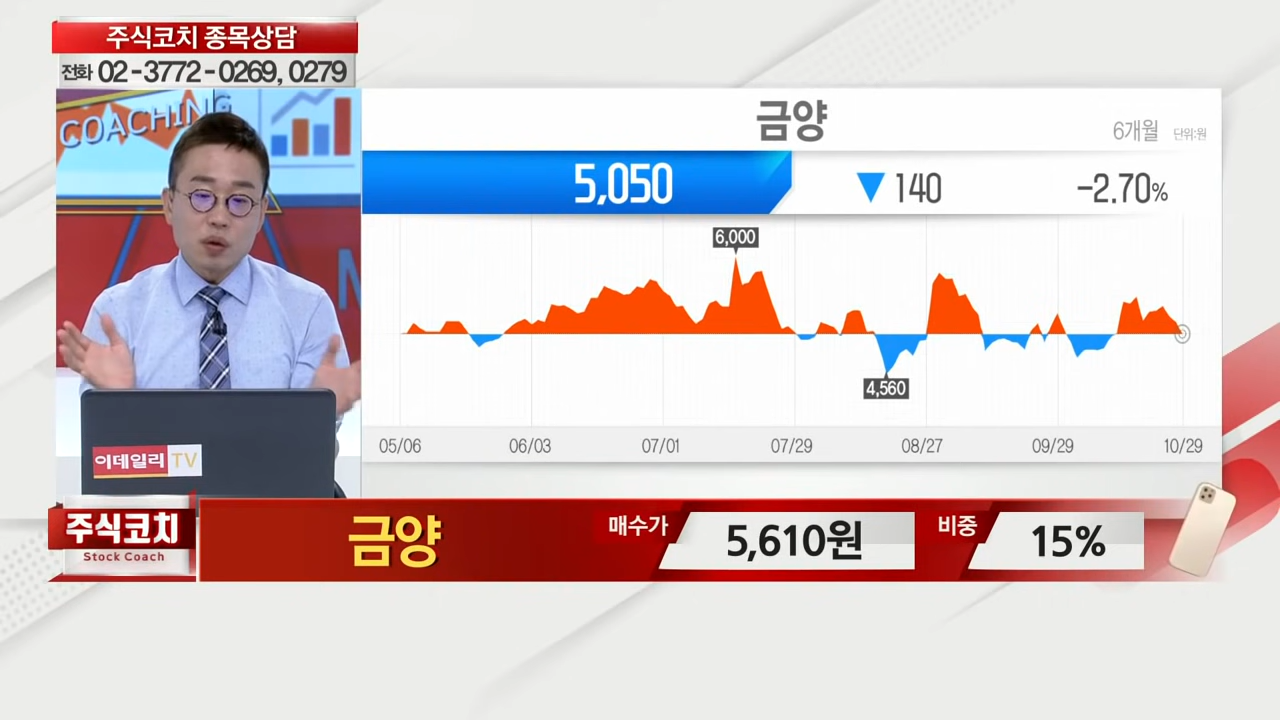 주식코치 종목상담
전화 02-3772-0269, 0279
COACHING
금양
6개월 단위:원
5,050 ▼ 140 -2.70%
6,000
4,560
05/06 06/03 07/01 07/29 08/27 09/29 10/29
이데일리 TV
주식코치
Stock Coach
금양 매수가 5,610원 비중 15%